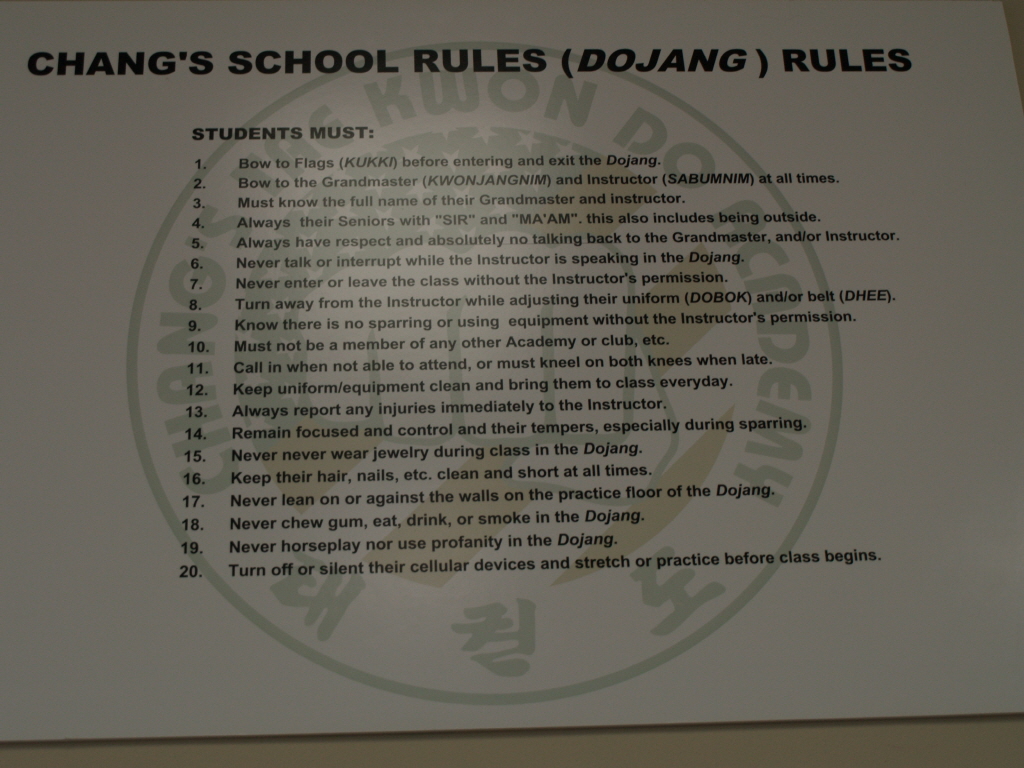 CHANG'S SCHOOL RULES (DOJANG ) RULES
STUDENTS MUST:
1. Bow to Flags (KUKKI) before entering and exit the Dojang.
2. Bow to the Grandmaster (KWONJANGNIM) and Instructor (SABUMNIM) at all times.
3. Must know the full name of their Grandmaster and instructor.
4. Always their Seniors with "SIR" and "MA'AM". this also includes being outside.
5. Always have respect and absolutely no talking back to the Grandmaster, and/or Instructor.
6. Never talk or interrupt while the Instructor is speaking in the Dojang.
7. Never enter or leave the class without the Instructor's permission.
8. Turn away from the Instructor while adjusting their uniform (DOBOK) and/or belt (DHEE).
9. Know there is no sparring or using equipment without the Instructor's permission.
10. Must not be a member of any other Academy or club, etc.
11. Call in when not able to attend, or must kneel on both knees when late.
12. Keep uniform/equipment clean and bring them to class everyday.
13. Always report any injuries immediately to the Instructor.
14. Remain focused and control and their tempers, especially during sparring.
15. Never never wear jewelry during class in the Dojang.
16. Keep their hair, nails, etc. clean and short at all times.
17. Never lean on or against the walls on the practice floor of the Dojang.
18. Never chew gum, eat, drink, or smoke in the Dojang.
19. Never horseplay nor use profanity in the Dojang.
20. Turn off or silent their cellular devices and stretch or practice before class begins.
CHANG'S TAE KWON DO ACADEMY
태 권 도